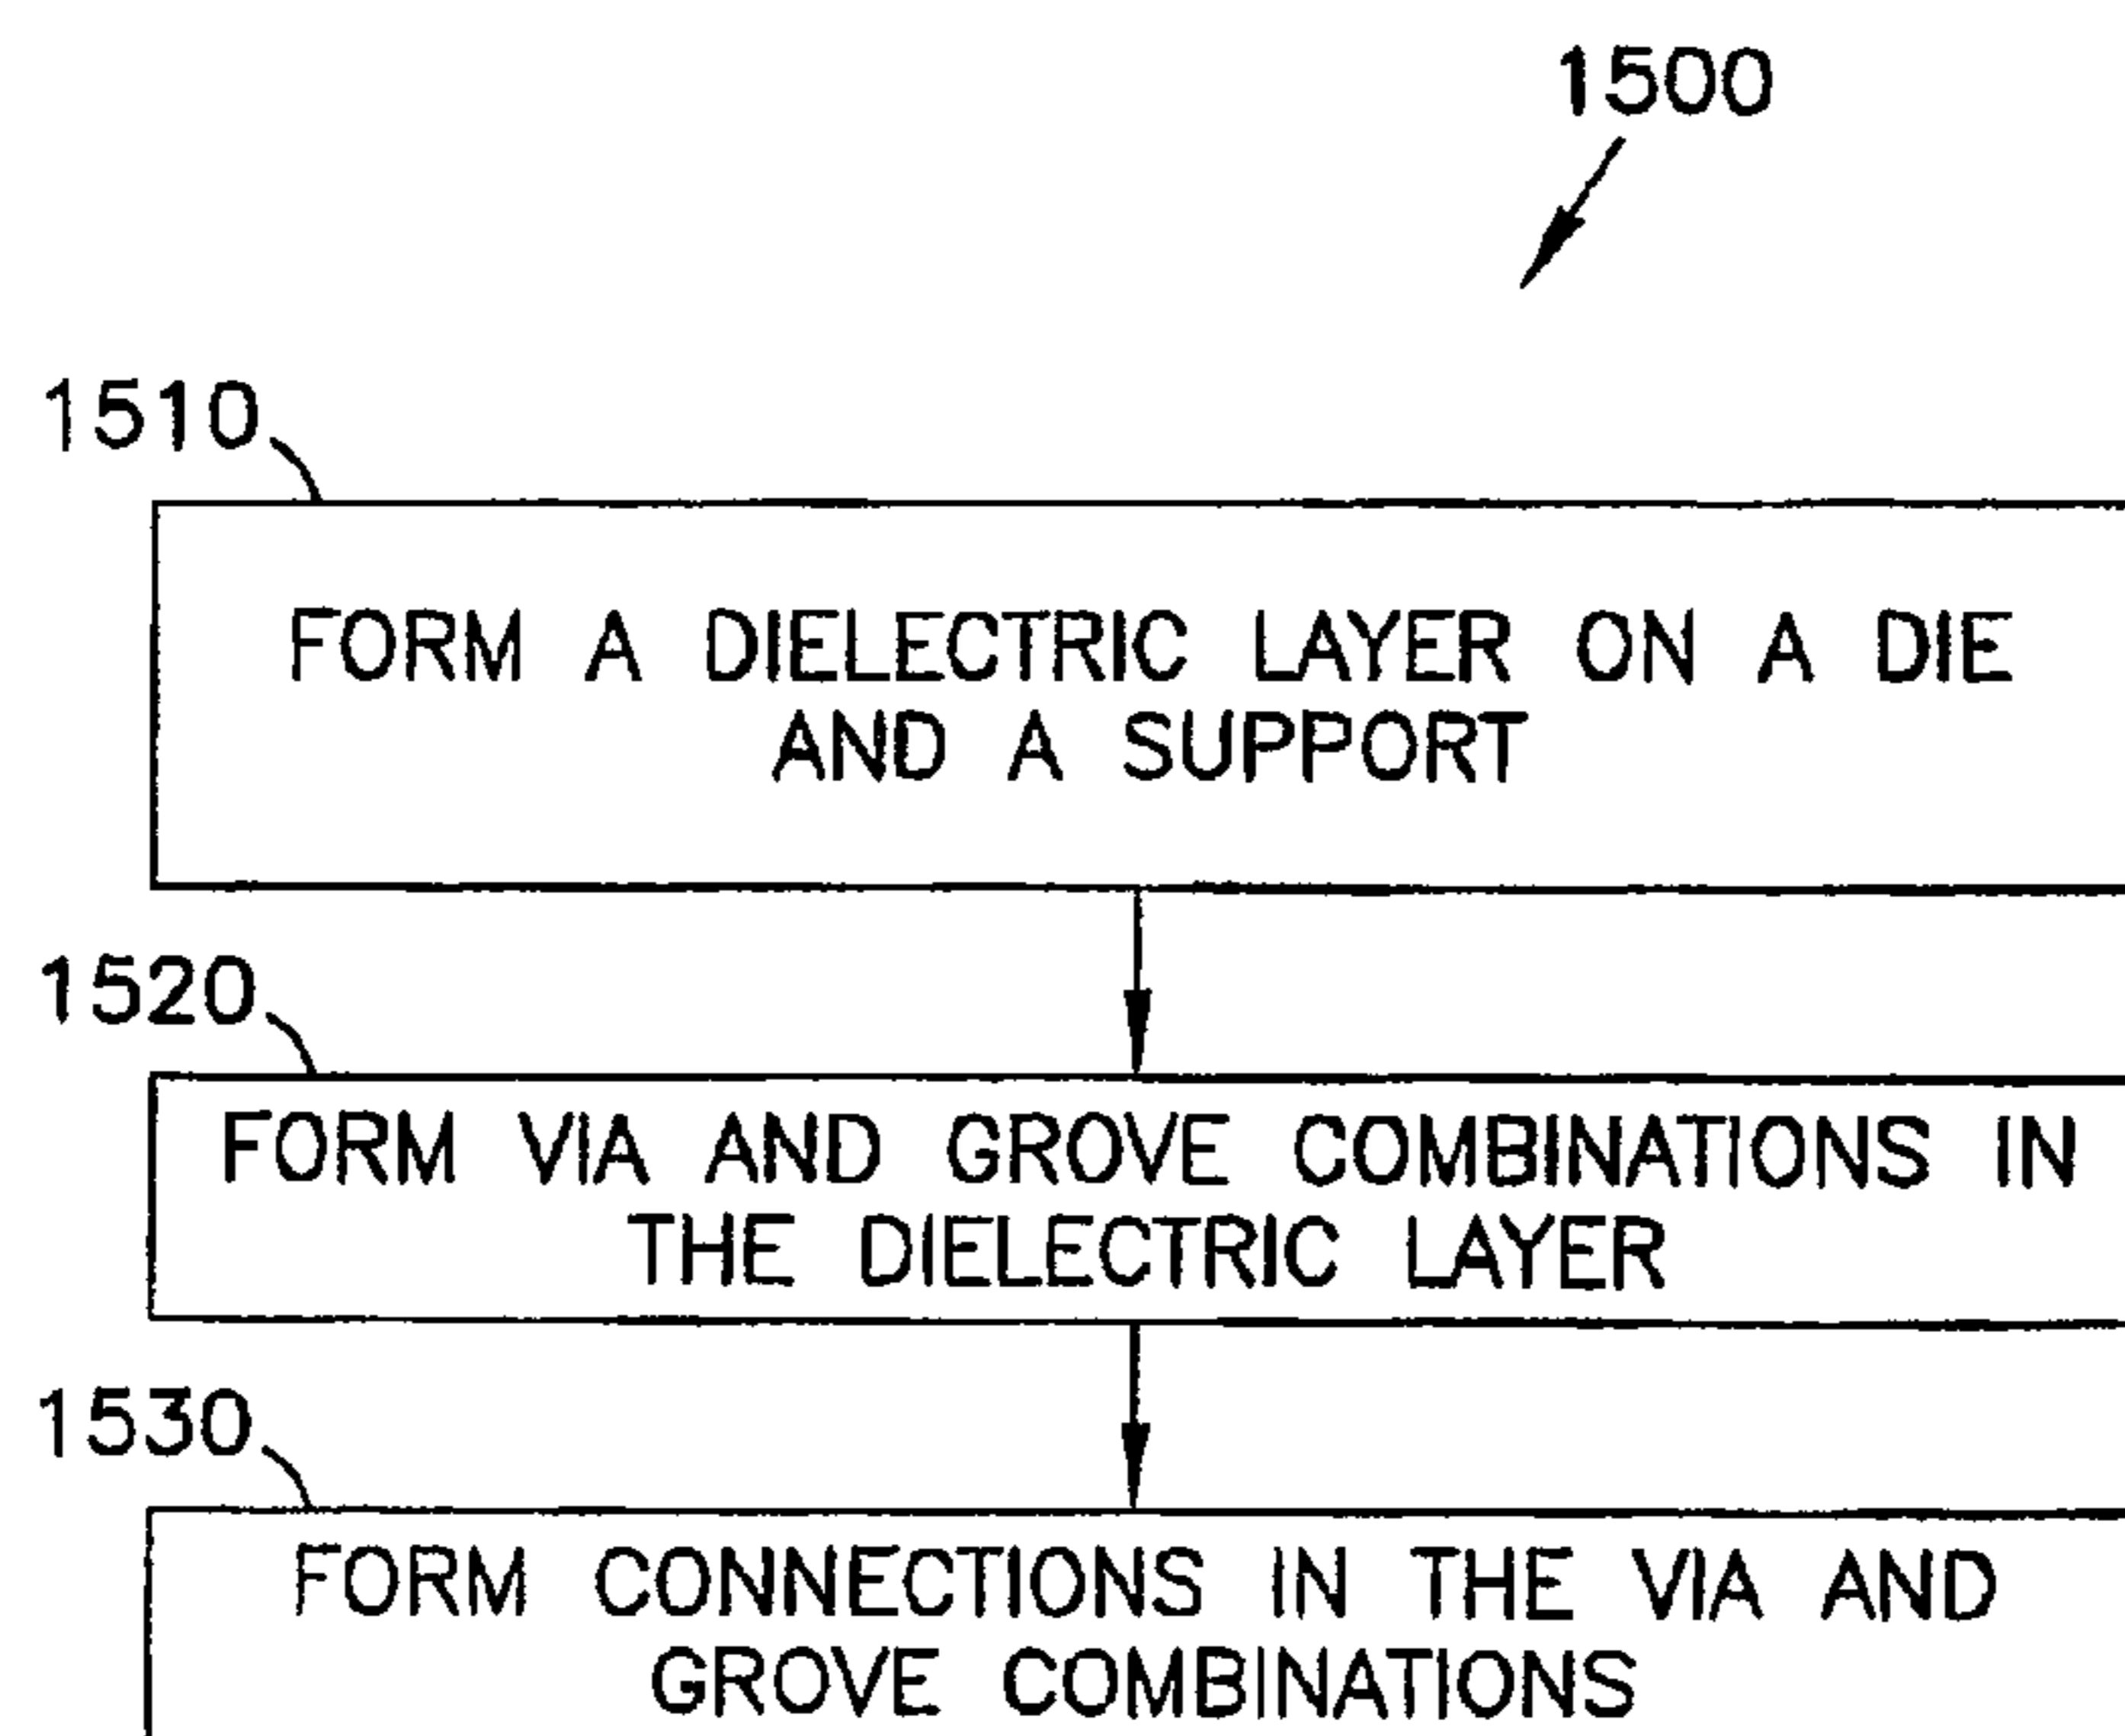 1500
1510
FORM A DIELECTRIC LAYER ON A DIE
AND A SUPPORT
1520
FORM VIA AND GROVE COMBINATIONS IN
THE DIELECTRIC LAYER
1530
FORM CONNECTIONS IN THE VIA AND
GROVE COMBINATIONS